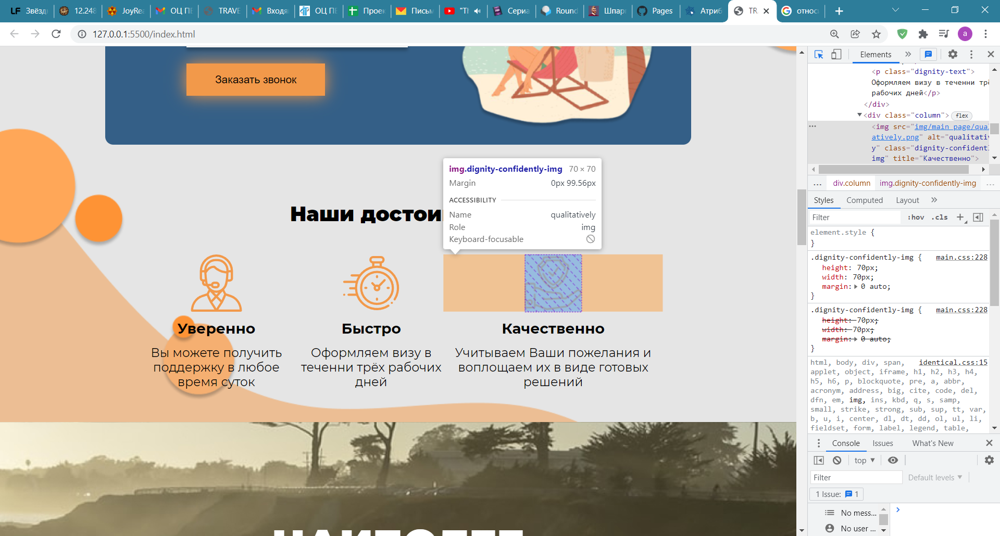 Звёзд
12.248
JoyRea
ОЦ ПЕ
TRAVE
Входя
ОЦ ПЕ
Проек
Письм
"Th
Сериа
Round
Шпар
Pages
Атриб
TR
относ
127.0.0.1:5500/index.html
a
Заказать звонок
Наши достои
img.dignity-confidently-img 70 × 70
Margin 0px 99.56px
ACCESSIBILITY
Name qualitatively
Role img
Keyboard-focusable
Уверенно
Вы можете получить
поддержку в любое
время суток
Быстро
Оформляем визу в
теченни трёх рабочих
дней
Качественно
Учитываем Ваши пожелания и
воплощаем их в виде готовых
решений
Elements
<p class="dignity-text">
Оформляем визу в теченни трё
рабочих дней</p>
</div>
<div class="column"> flex
<img src="img/main_page/qual
atively.png" alt="qualitativ
y" class="dignity-confidentl
img" title="Качественно">
... div.column img.dignity-confidently-img ...
Styles Computed Layout
Filter :hov .cls
element.style {
}
.dignity-confidently-img { main.css:228
height: 70px;
width: 70px;
margin: 0 auto;
}
.dignity-confidently-img { main.css:228
height: 70px;
width: 70px;
margin: 0 auto;
}
html, body, div, span, identical.css:15
applet, object, iframe, h1, h2, h3, h4,
h5, h6, p, blockquote, pre, a, abbr,
acronym, address, big, cite, code, del,
dfn, em, img, ins, kbd, q, s, samp,
small, strike, strong, sub, sup, tt, var,
b, u, i, center, dl, dt, dd, ol, ul, li,
fieldset, form, label, legend, table,
Console Issues What's New
top
Filter Default levels
1 Issue: 1
No mess...
No user ...